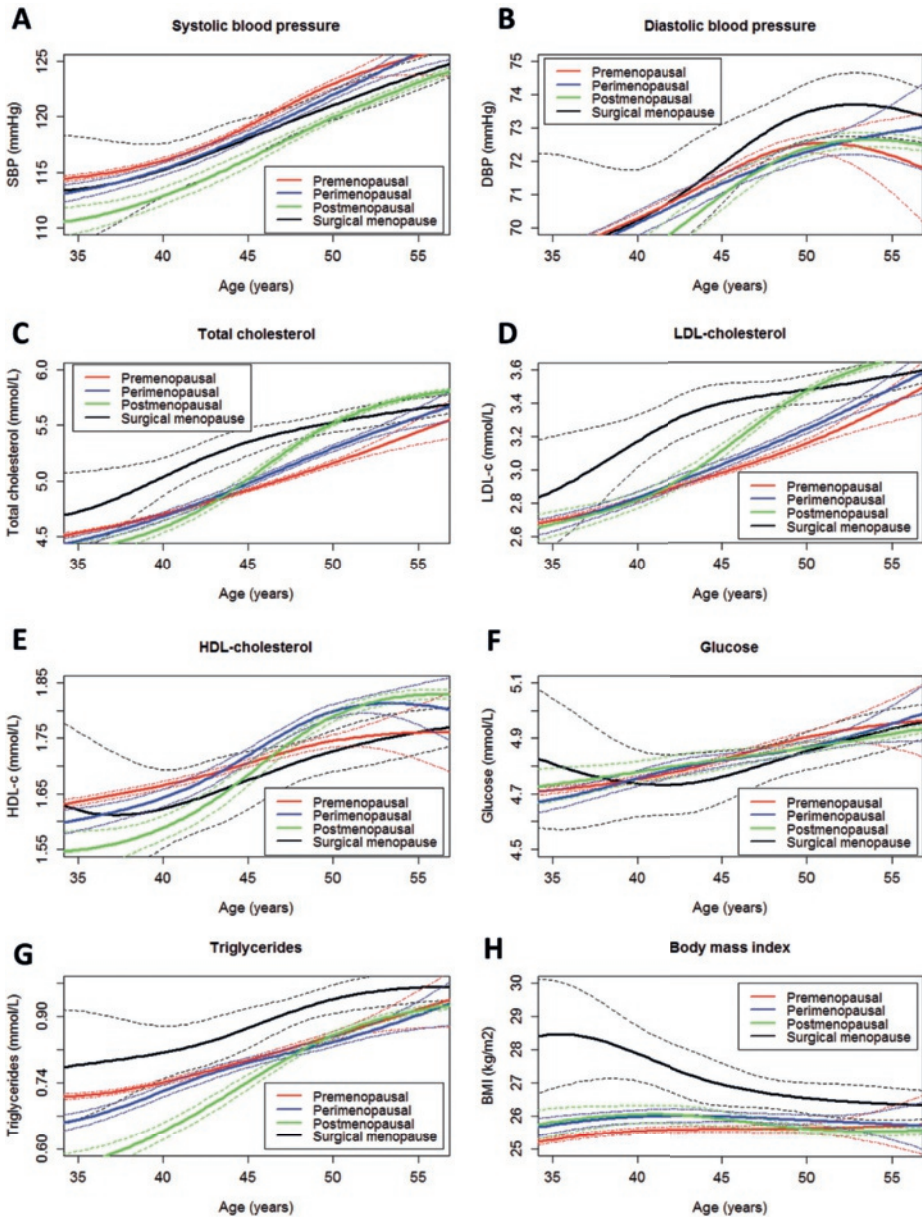 A
Systolic blood pressure
SBP (mmHg)
125
120
115
110
Premenopausal
Perimenopausal
Postmenopausal
Surgical menopause
35 40 45 50 55
Age (years)
B
Diastolic blood pressure
DBP (mmHg)
75
74
73
72
71
70
Premenopausal
Perimenopausal
Postmenopausal
Surgical menopause
35 40 45 50 55
Age (years)
C
Total cholesterol
Total cholesterol (mmol/L)
6.0
5.5
5.0
4.5
Premenopausal
Perimenopausal
Postmenopausal
Surgical menopause
35 40 45 50 55
Age (years)
D
LDL-cholesterol
LDL-c (mmol/L)
3.6
3.4
3.0
2.8
2.6
Premenopausal
Perimenopausal
Postmenopausal
Surgical menopause
35 40 45 50 55
Age (years)
E
HDL-cholesterol
HDL-c (mmol/L)
1.85
1.75
1.65
1.55
Premenopausal
Perimenopausal
Postmenopausal
Surgical menopause
35 40 45 50 55
Age (years)
F
Glucose
Glucose (mmol/L)
5.1
4.9
4.7
4.5
Premenopausal
Perimenopausal
Postmenopausal
Surgical menopause
35 40 45 50 55
Age (years)
G
Triglycerides
Triglycerides (mmol/L)
0.90
0.74
0.60
Premenopausal
Perimenopausal
Postmenopausal
Surgical menopause
35 40 45 50 55
Age (years)
H
Body mass index
BMI (kg/m2)
30
29
28
26
25
Premenopausal
Perimenopausal
Postmenopausal
Surgical menopause
35 40 45 50 55
Age (years)